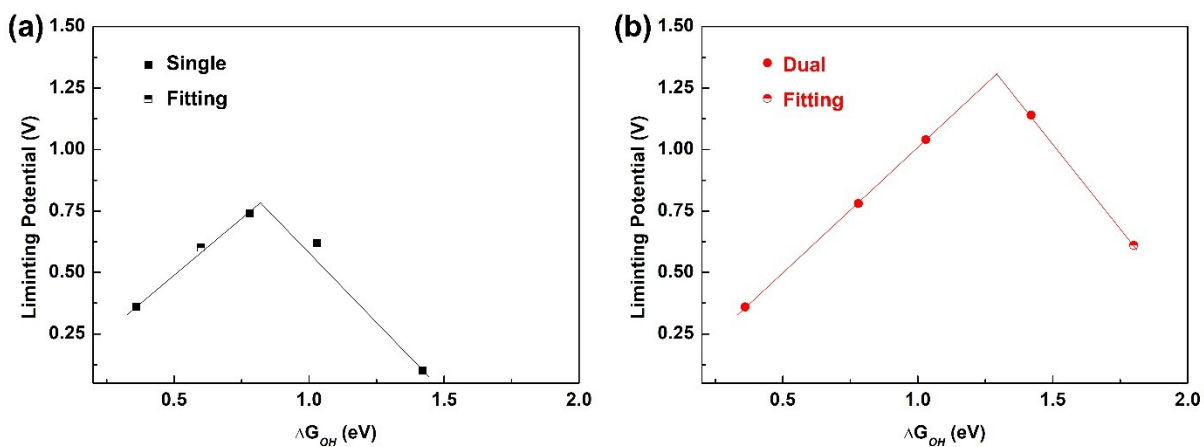 (a)
Single
Fitting
Liminting Potential (V)
1.50
1.25
1.00
0.75
0.50
0.25
0.5
1.0
1.5
2.0
ΔG_OH (eV)
(b)
Dual
Fitting
Liminting Potential (V)
1.50
1.25
1.00
0.75
0.50
0.25
0.5
1.0
1.5
2.0
ΔG_OH (eV)